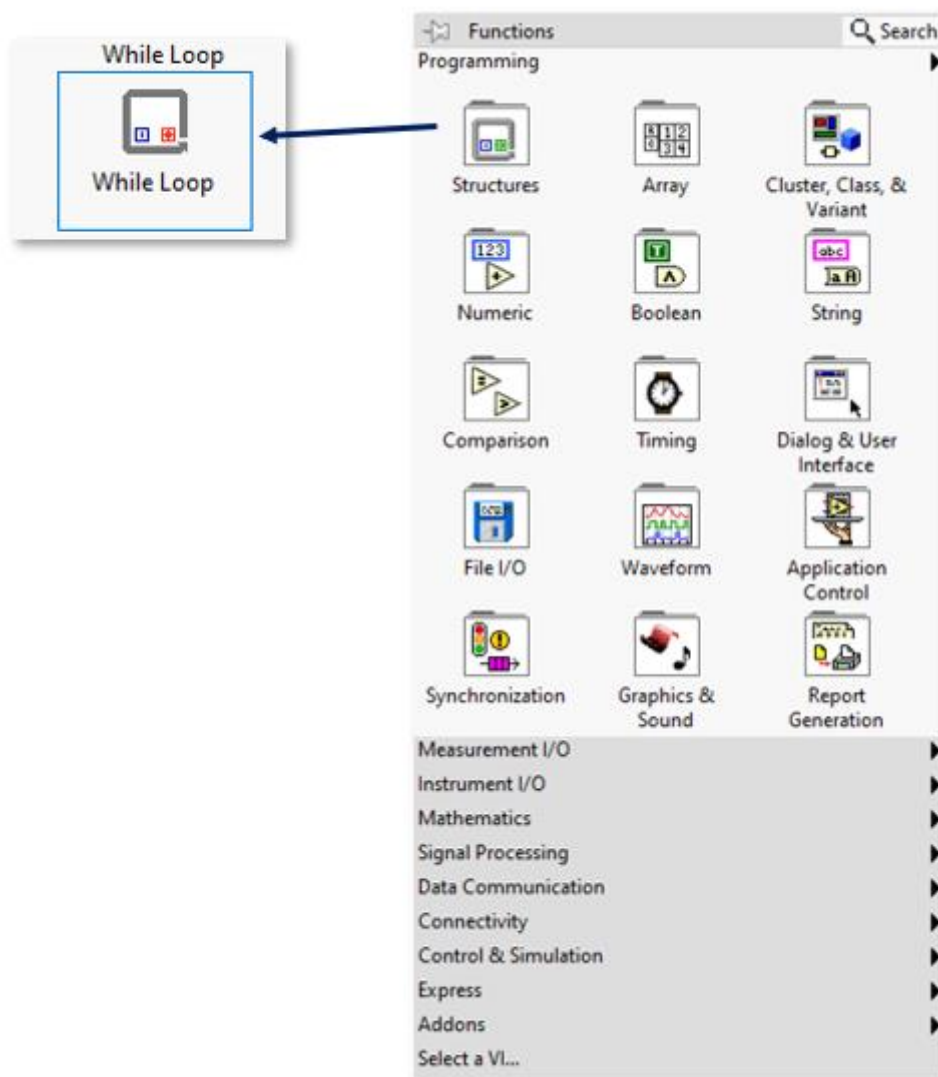 While Loop
While Loop
Functions
Search
Programming
Structures
Array
Cluster, Class, &
Variant
Numeric
Boolean
String
Comparison
Timing
Dialog & User
Interface
File I/O
Waveform
Application
Control
Synchronization
Graphics &
Sound
Report
Generation
Measurement I/O
Instrument I/O
Mathematics
Signal Processing
Data Communication
Connectivity
Control & Simulation
Express
Addons
Select a VI...